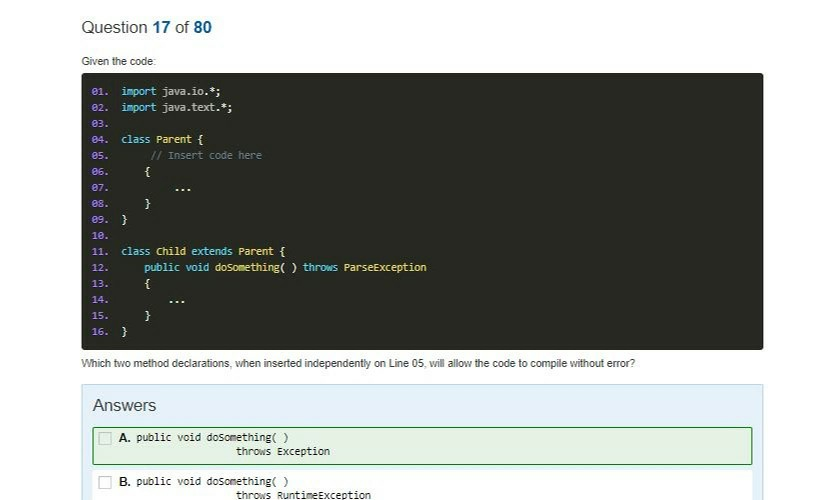 Question 17 of 80
Given the code:
01. import java.io.*;
02. import java.text.*;
03.
04. class Parent {
05. // Insert code here
06. {
07. ...
08. }
09. }
10.
11. class Child extends Parent {
12. public void doSomething( ) throws ParseException
13. {
14. ...
15. }
16. }
Which two method declarations, when inserted independently on Line 05, will allow the code to compile without error?
Answers
A. public void doSomething( )
throws Exception
B. public void doSomething( )
throws RuntimeException